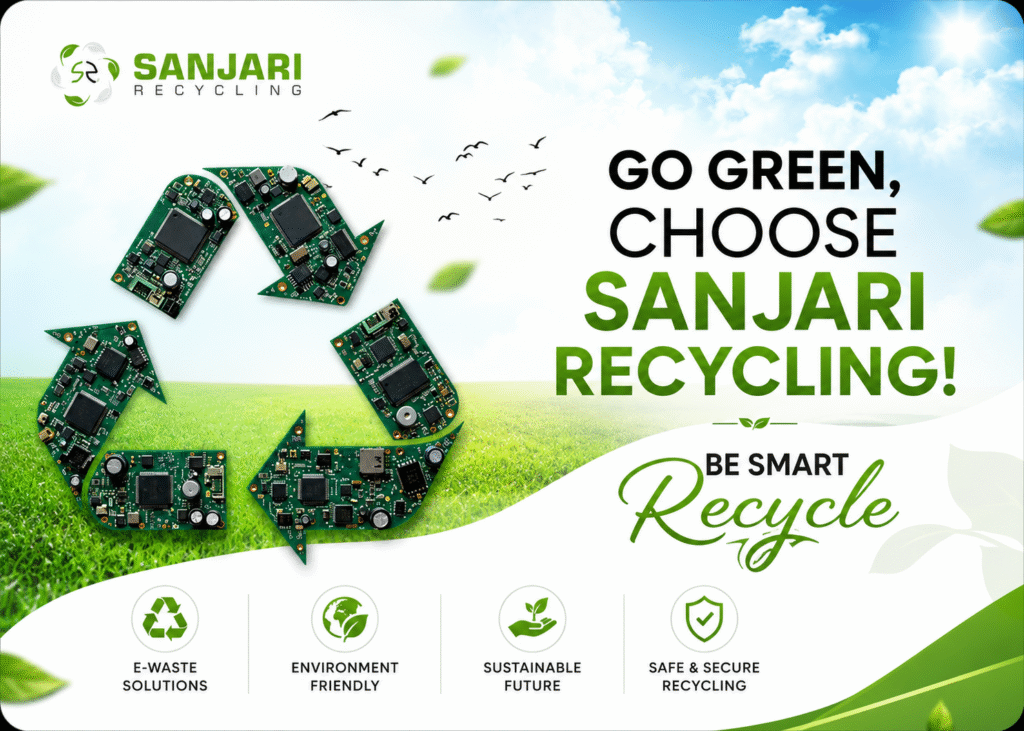 SANJARI
RECYCLING
GO GREEN,
CHOOSE
SANJARI
RECYCLING!
BE SMART
Recycle
E-WASTE
SOLUTIONS
ENVIRONMENT
FRIENDLY
SUSTAINABLE
FUTURE
SAFE & SECURE
RECYCLING